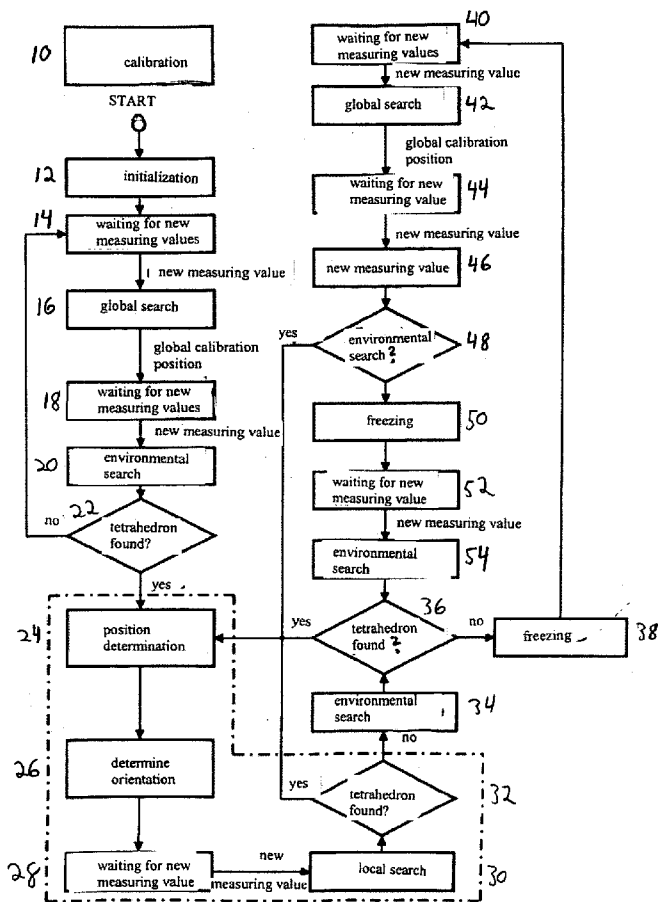 10
calibration
START
12
initialization
14
waiting for new
measuring values
new measuring value
16
global search
global calibration
position
18
waiting for new
measuring values
new measuring value
20
environmental
search
no
22
tetrahedron
found?
yes
24
position
determination
26
determine
orientation
28
waiting for new
measuring value
new
measuring value
40
waiting for new
measuring values
new measuring value
global search
42
global calibration
position
waiting for new
measuring value
44
new measuring value
new measuring value
46
yes
environmental
search?
48
freezing
50
waiting for new
measuring value
52
new measuring value
environmental
search
54
36
yes
tetrahedron
found?
no
freezing
38
environmental
search
34
no
yes
tetrahedron
found?
32
local search
30